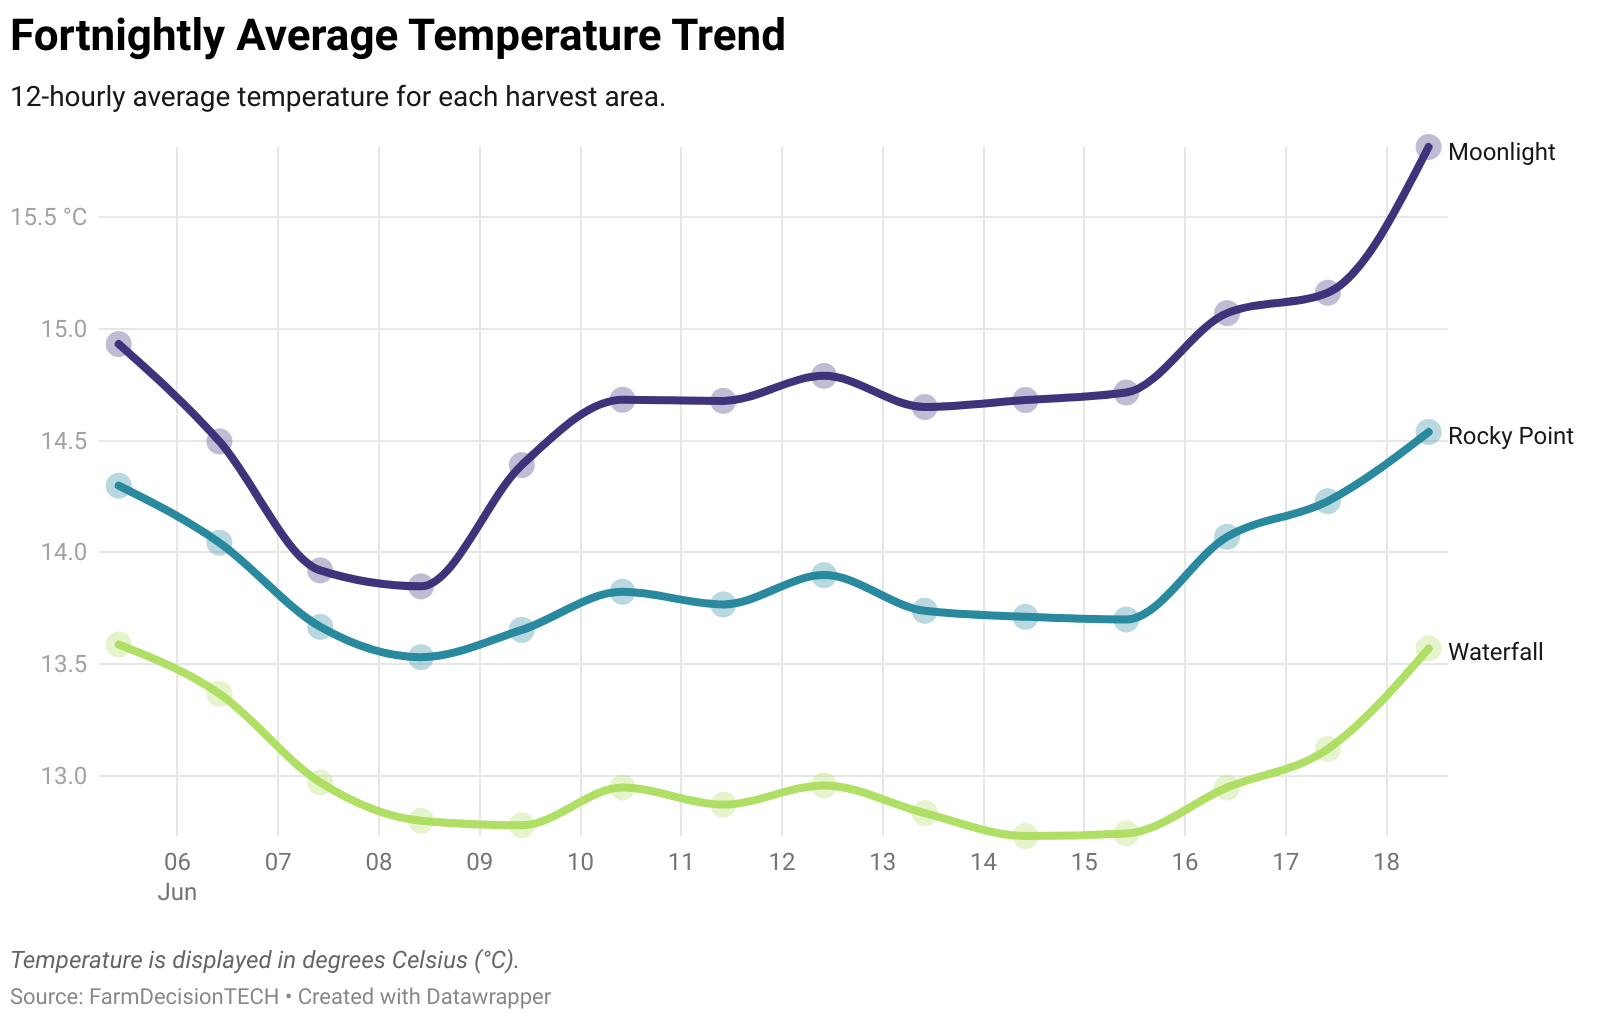 Fortnightly Average Temperature Trend
12-hourly average temperature for each harvest area.
Moonlight
15.5 °C
15.0
14.5
Rocky Point
14.0
13.5
Waterfall
13.0
06 07 08 09 10 11 12 13 14 15 16 17 18
Jun
Temperature is displayed in degrees Celsius (°C).
Source: FarmDecisionTECH • Created with Datawrapper